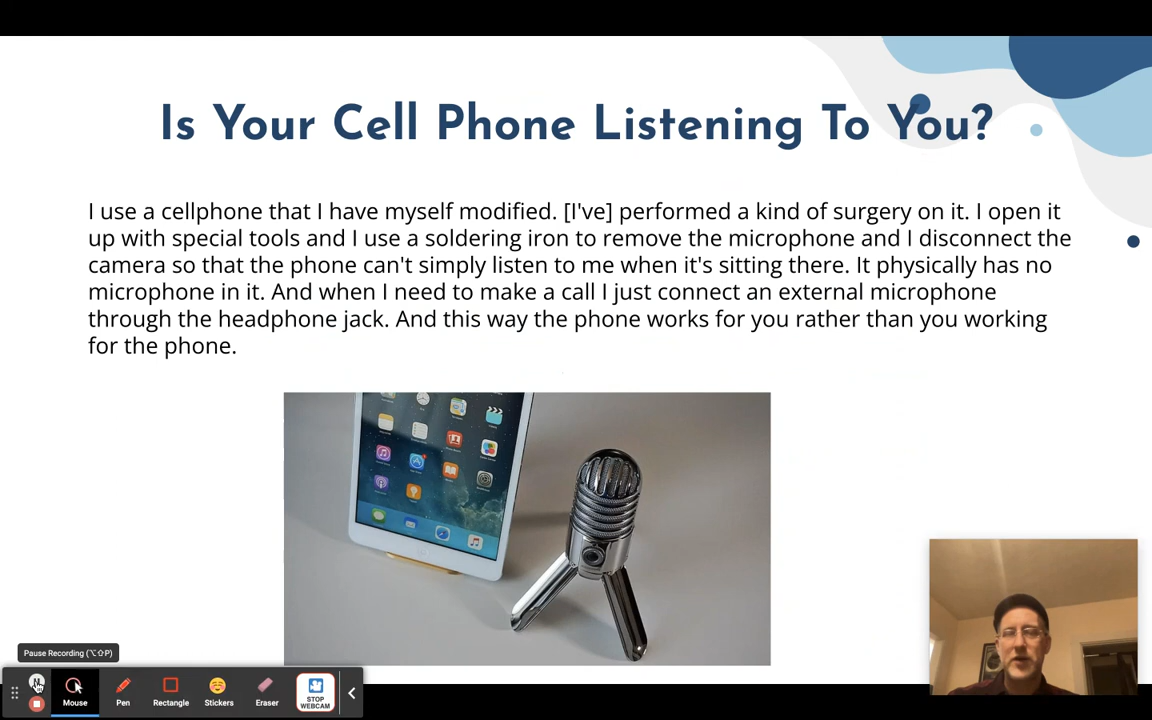 Is Your Cell Phone Listening To You?
I use a cellphone that I have myself modified. [I've] performed a kind of surgery on it. I open it
up with special tools and I use a soldering iron to remove the microphone and I disconnect the
camera so that the phone can't simply listen to me when it's sitting there. It physically has no
microphone in it. And when I need to make a call I just connect an external microphone
through the headphone jack. And this way the phone works for you rather than you working
for the phone.
Pause Recording (⌥⇧P)
Mouse
Pen
Rectangle
Stickers
Eraser
STOP
WEBCAM